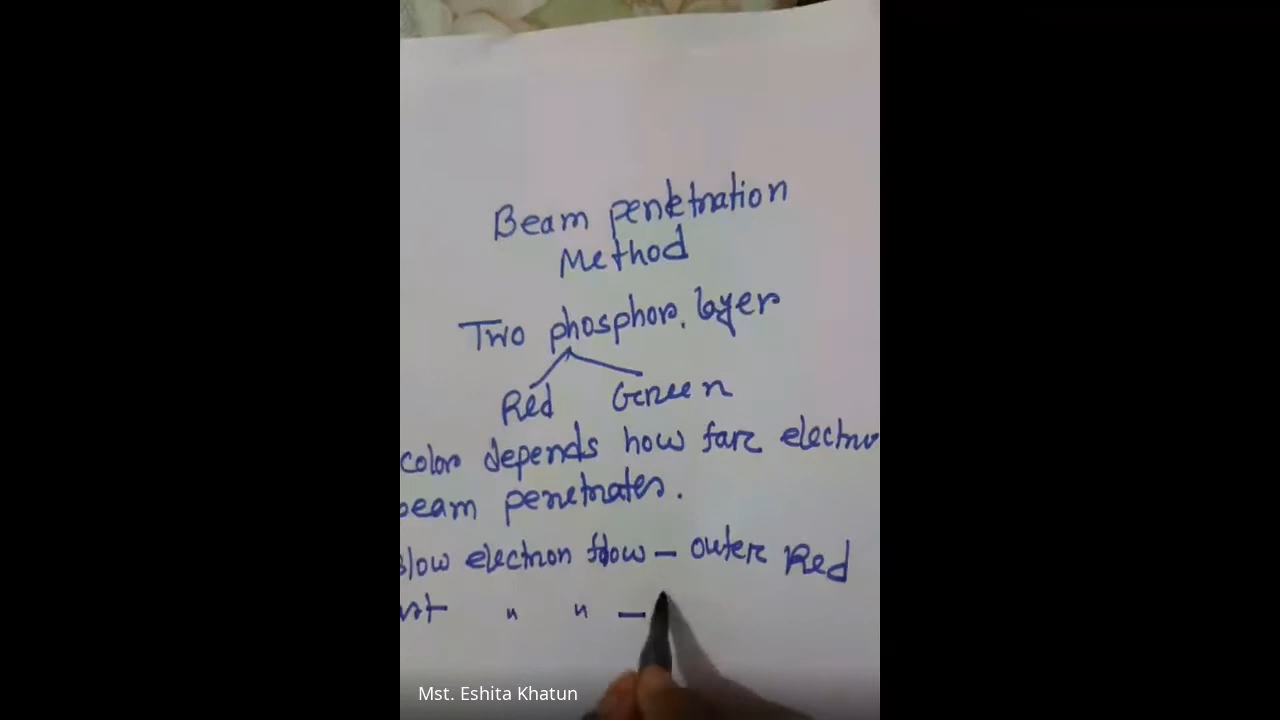 Beam penetration
Method
Two phosphor layer
Red Green
color depends how far electro
beam penetrates.
slow electron flow – outer Red
ast " " –
Mst. Eshita Khatun